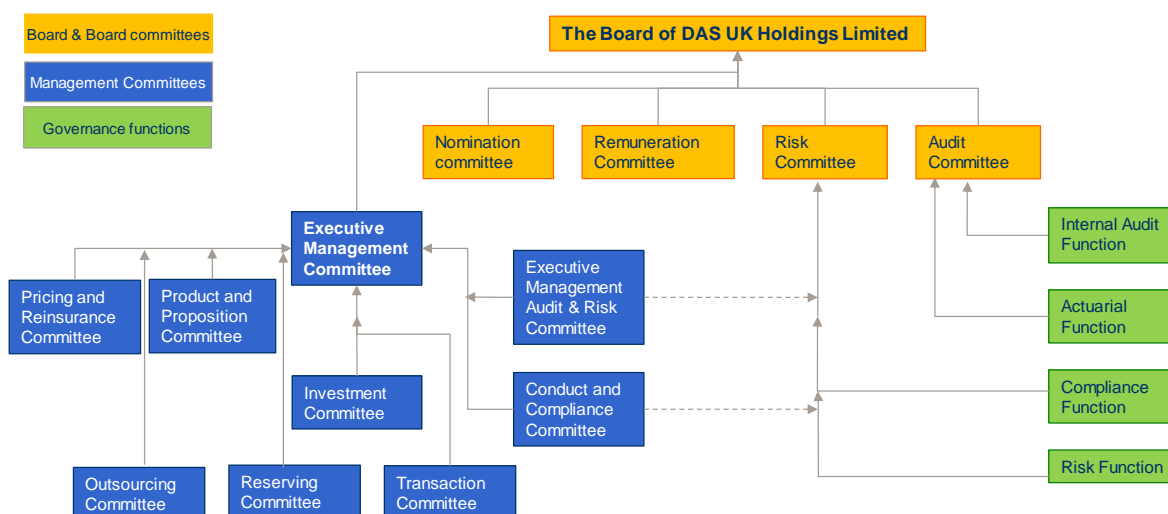 Board & Board committees
Management Committees
Governance functions
The Board of DAS UK Holdings Limited
Nomination
committee
Remuneration
Committee
Risk
Committee
Audit
Committee
Executive
Management
Committee
Internal Audit
Function
Pricing and
Reinsurance
Committee
Product and
Proposition
Committee
Executive
Management
Audit & Risk
Committee
Actuarial
Function
Investment
Committee
Conduct and
Compliance
Committee
Compliance
Function
Outsourcing
Committee
Reserving
Committee
Transaction
Committee
Risk Function